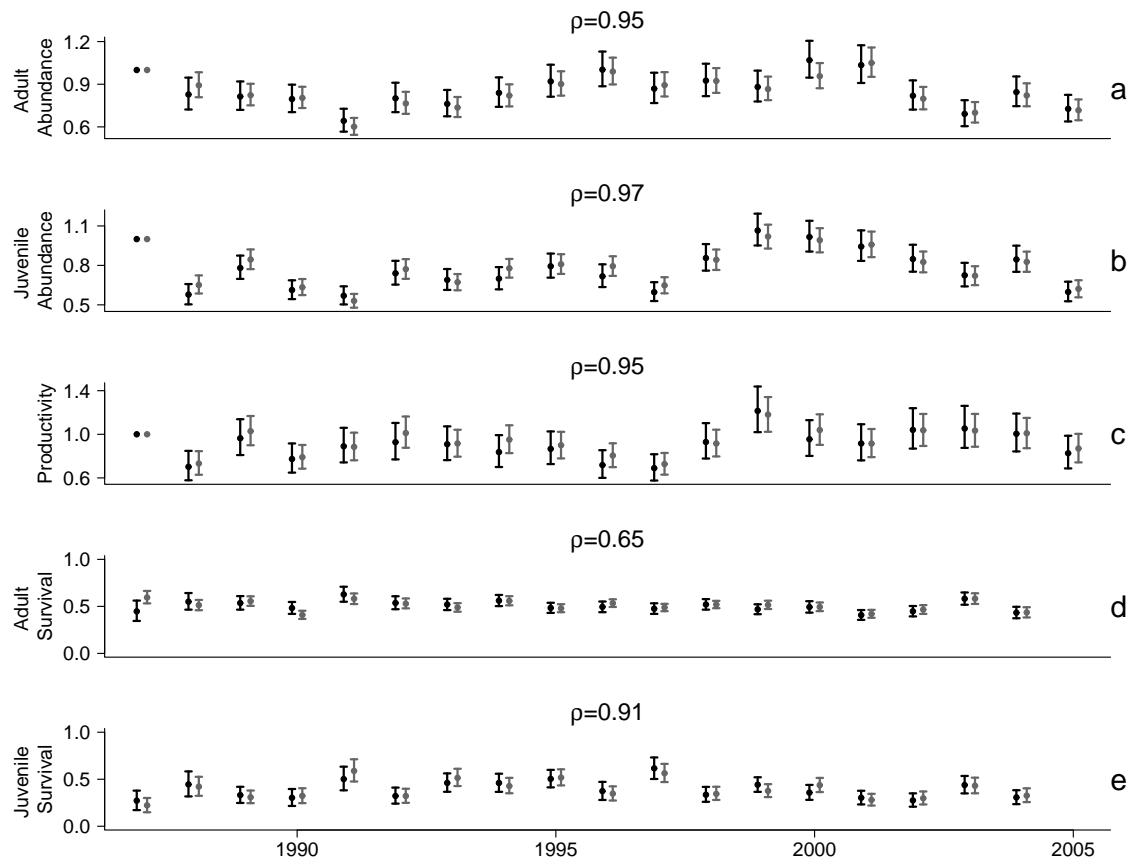 ρ=0.95
Adult
Abundance
1.2
0.9
0.6
a
ρ=0.97
Juvenile
Abundance
1.1
0.8
0.5
b
ρ=0.95
Productivity
1.4
1.0
0.6
c
ρ=0.65
Adult
Survival
1.0
0.5
0.0
d
ρ=0.91
Juvenile
Survival
1.0
0.5
0.0
e
1990 1995 2000 2005